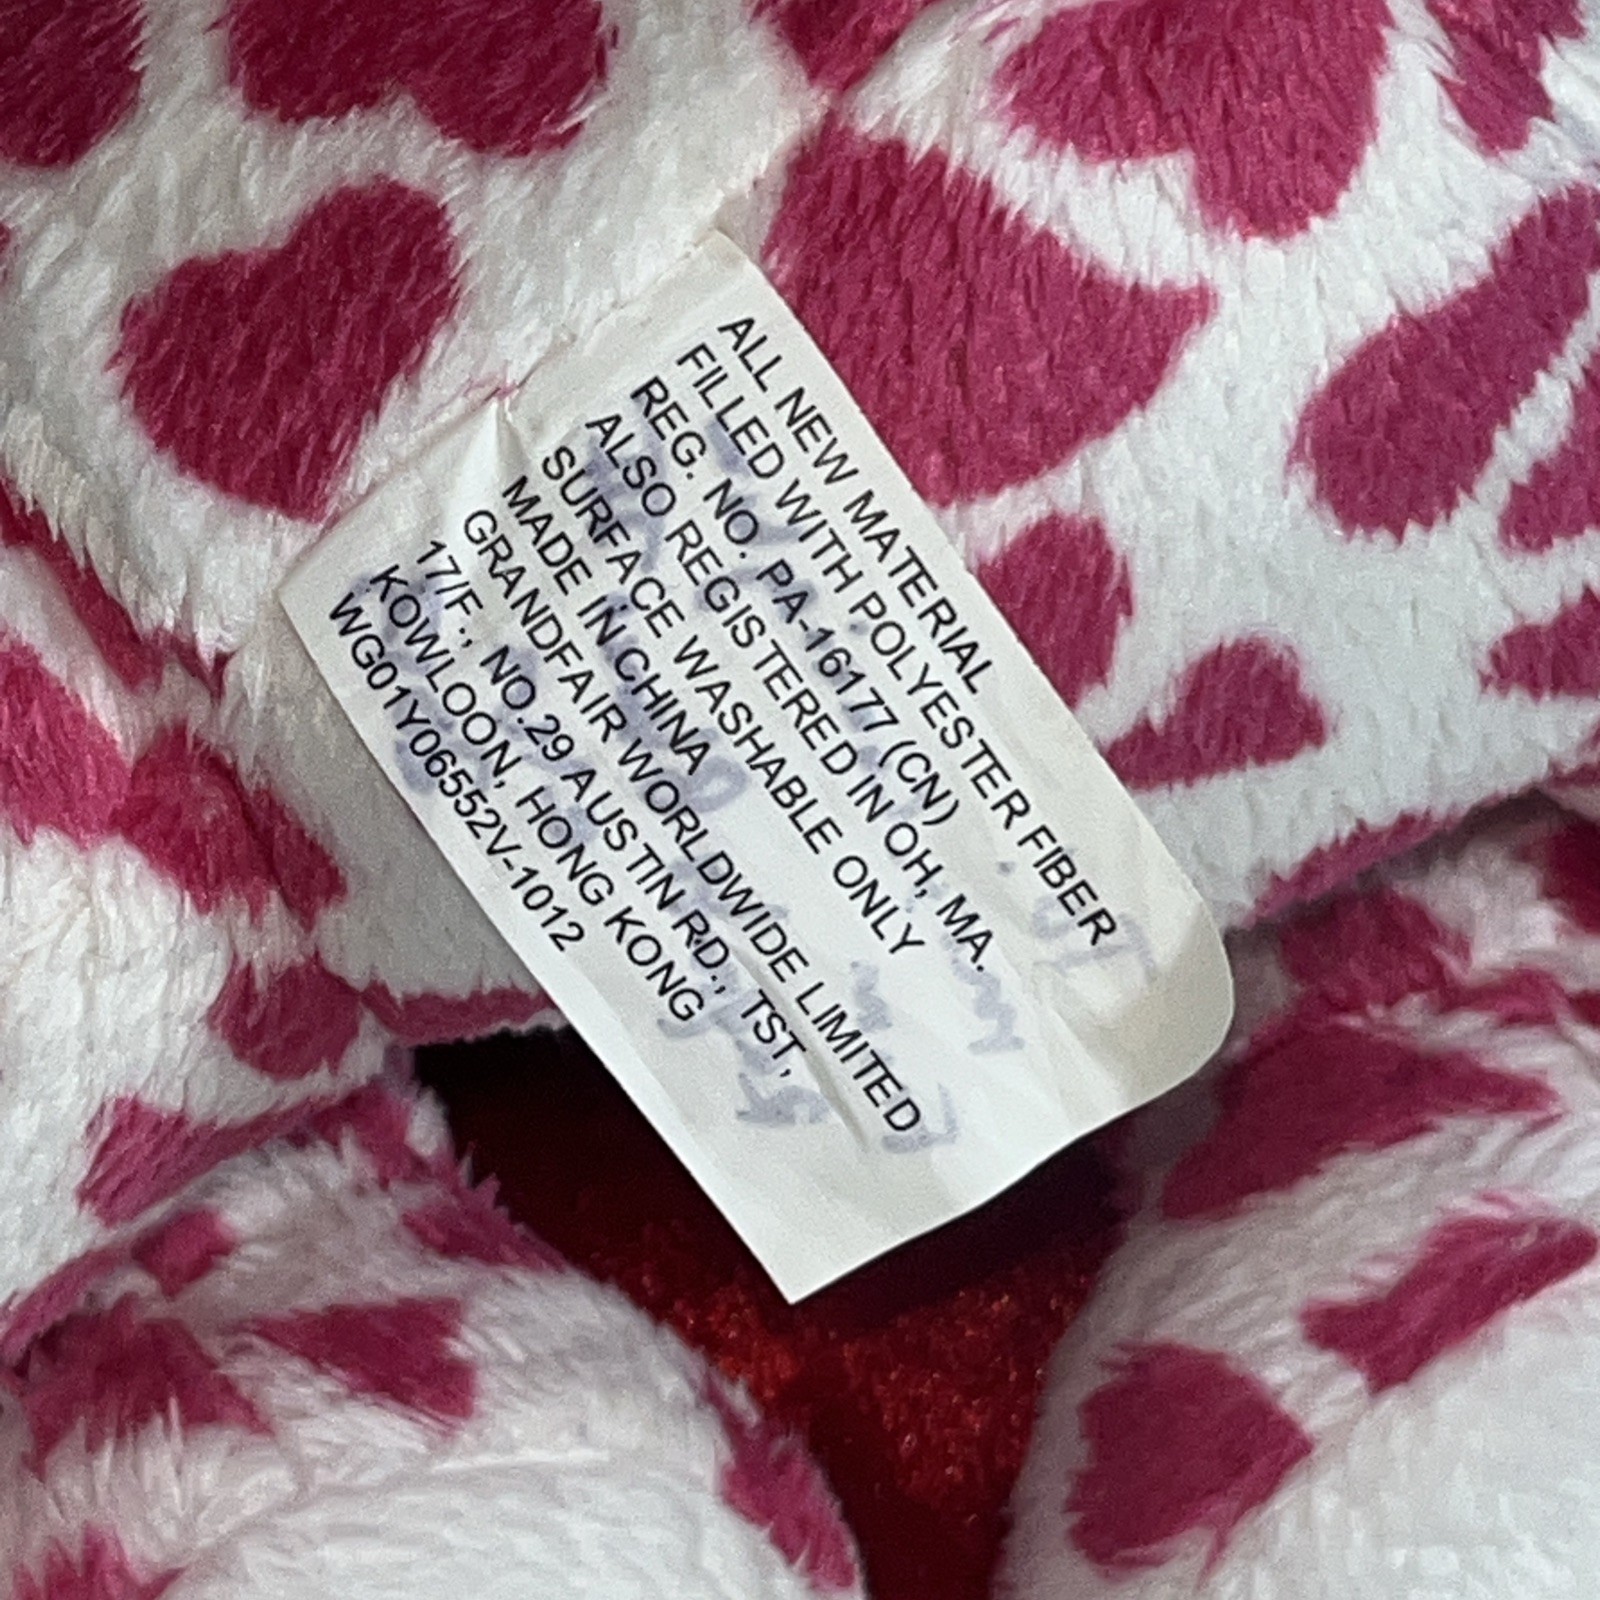 ALL NEW MATERIAL
FILLED WITH POLYESTER FIBER
REG. NO. PA-16177 (CN)
ALSO REGISTERED IN OH, MA.
SURFACE WASHABLE ONLY
MADE IN CHINA
GRANDFAIR WORLDWIDE LIMITED
17/F., NO.29 AUSTIN RD., TST,
KOWLOON, HONG KONG
WG01Y06552V-1012